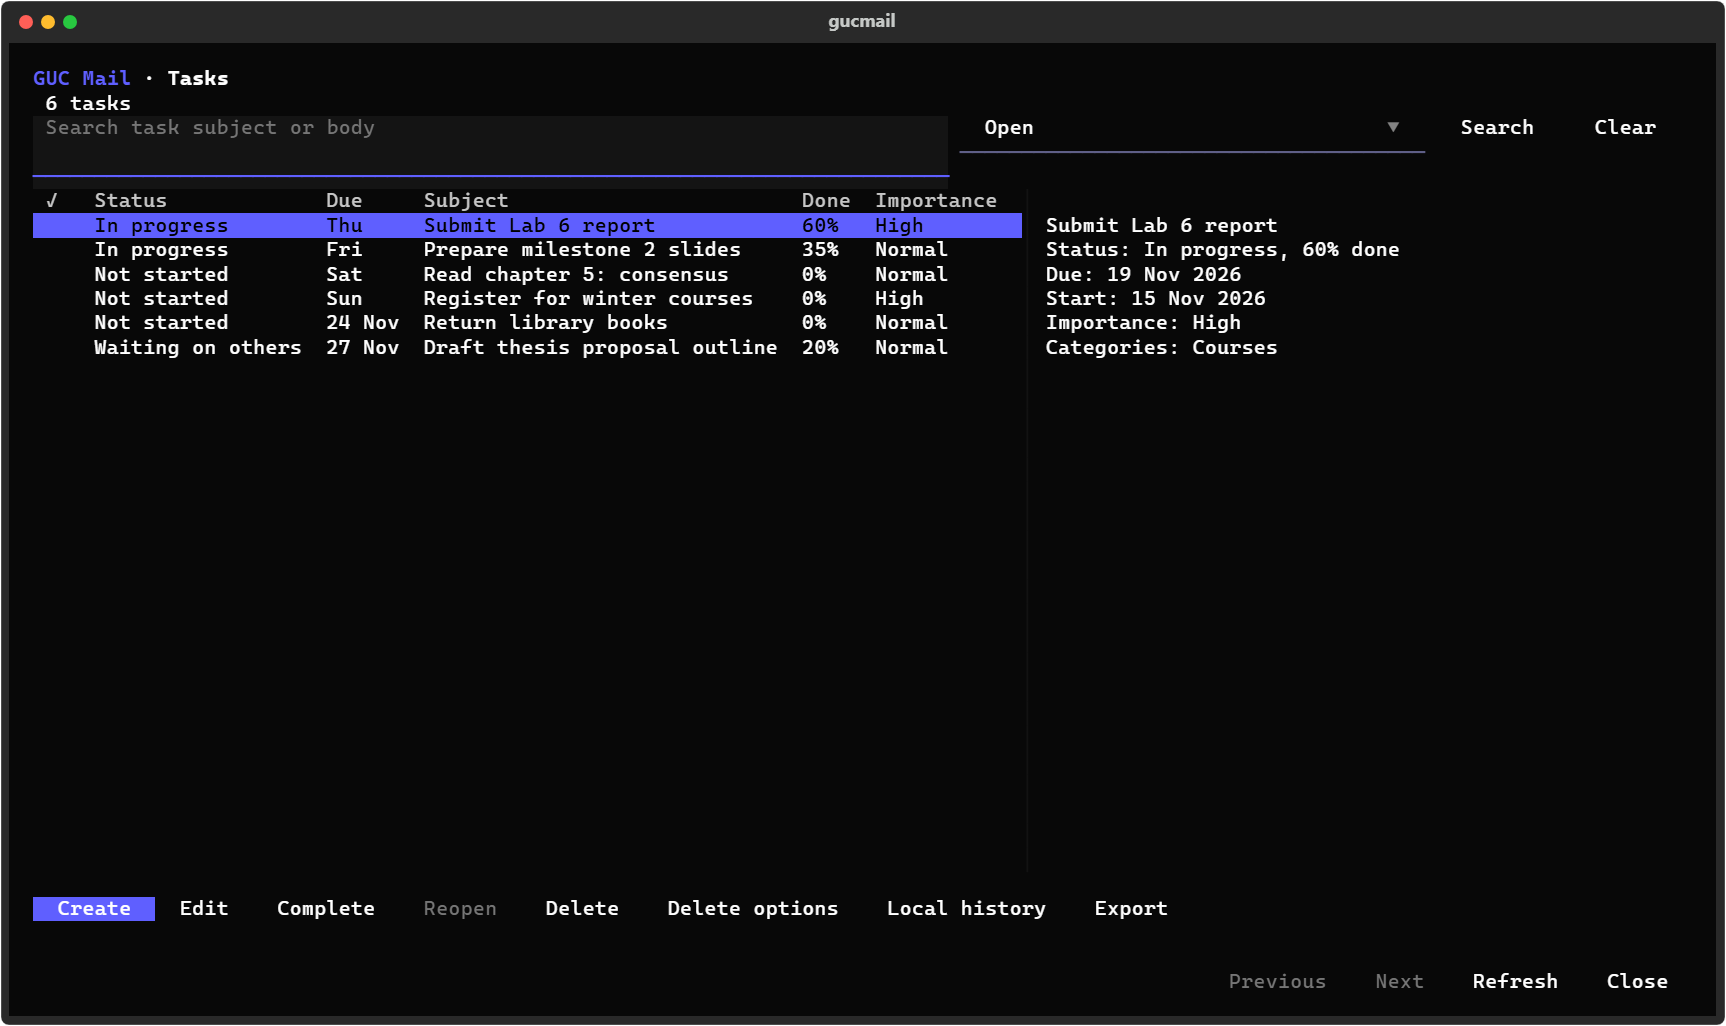 gucmail
GUC Mail · Tasks
6 tasks
Search task subject or body
Open ▼ Search Clear
√ Status Due Subject Done Importance
In progress Thu Submit Lab 6 report 60% High
In progress Fri Prepare milestone 2 slides 35% Normal
Not started Sat Read chapter 5: consensus 0% Normal
Not started Sun Register for winter courses 0% High
Not started 24 Nov Return library books 0% Normal
Waiting on others 27 Nov Draft thesis proposal outline 20% Normal
Submit Lab 6 report
Status: In progress, 60% done
Due: 19 Nov 2026
Start: 15 Nov 2026
Importance: High
Categories: Courses
Create Edit Complete Reopen Delete Delete options Local history Export
Previous Next Refresh Close